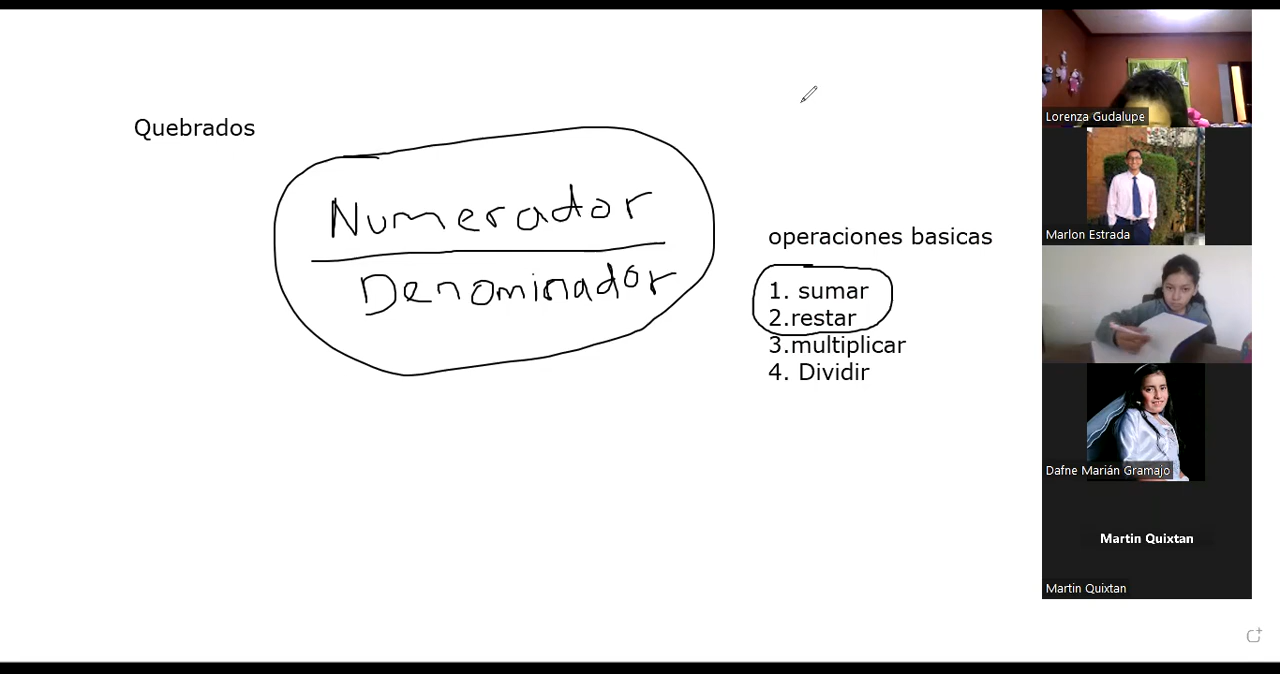 Quebrados
Numerador
Denominador
operaciones basicas
1. sumar
2.restar
3.multiplicar
4. Dividir
Lorenza Gudalupe
Marlon Estrada
Dafne Marián Gramajo
Martin Quixtan
Martin Quixtan